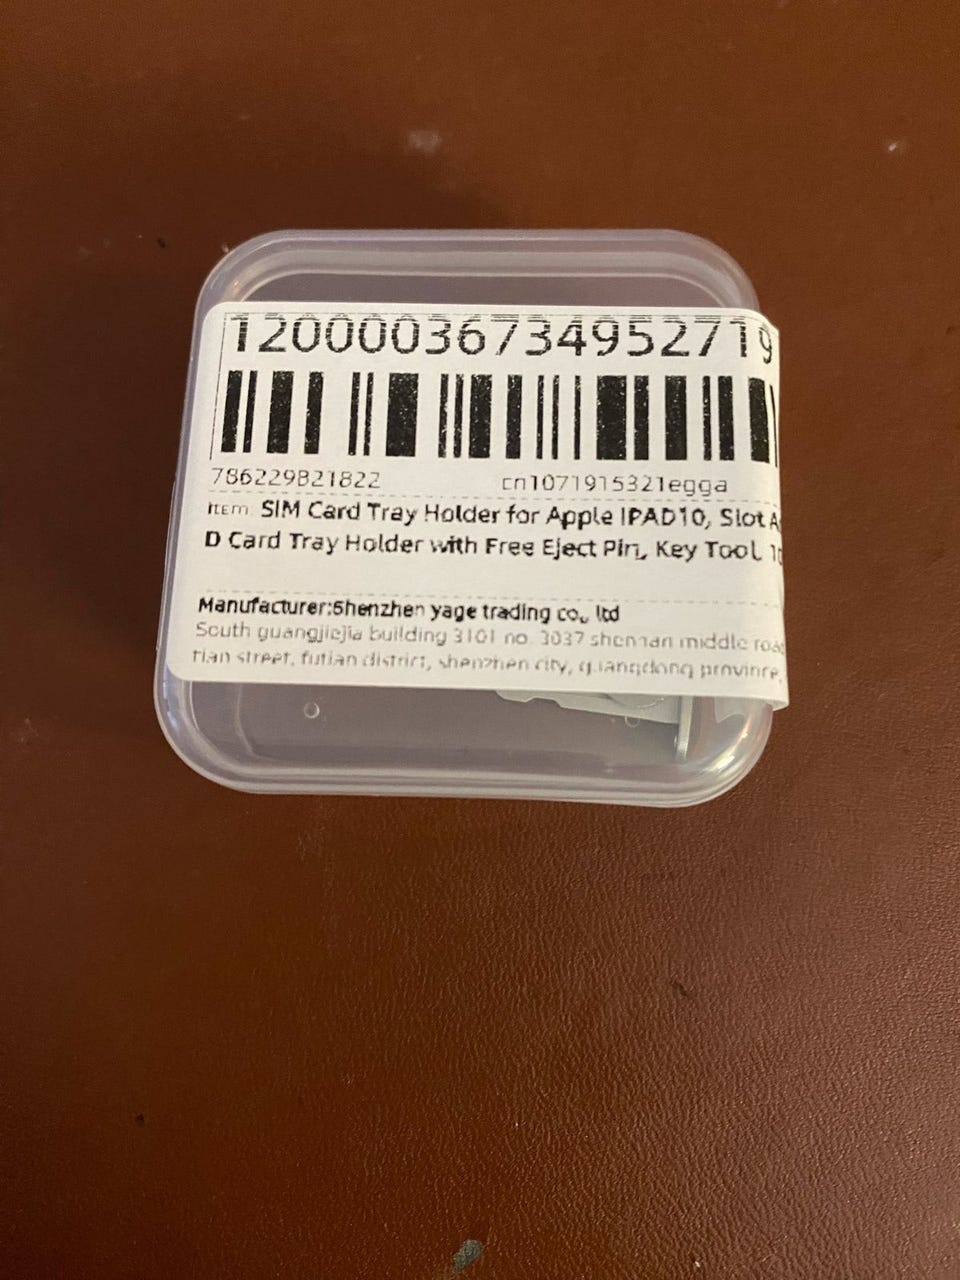 12000036734952719
786229821822 cn1071915321egga
Item: SIM Card Tray Holder for Apple IPAD10, Slot
D Card Tray Holder with Free Eject Pin, Key Tool,
Manufacturer:Shenzhen yage trading co., ltd
South guangjiejia building 3101 no. 3037 shennan middle road
tian street, futian district, shenzhen city, guangdong province,